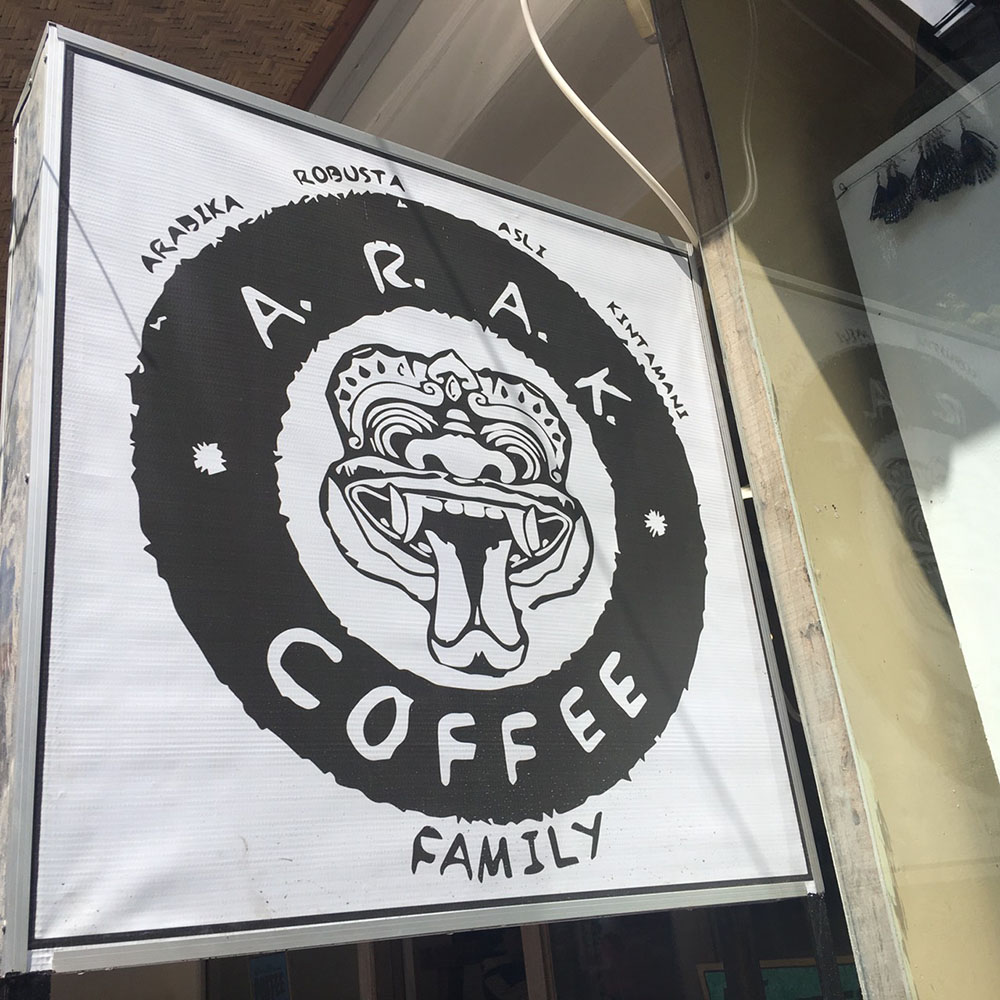 ARABIKA ROBUSTA ASLI KINTAMANI
A. R. A. K.
COFFEE
FAMILY